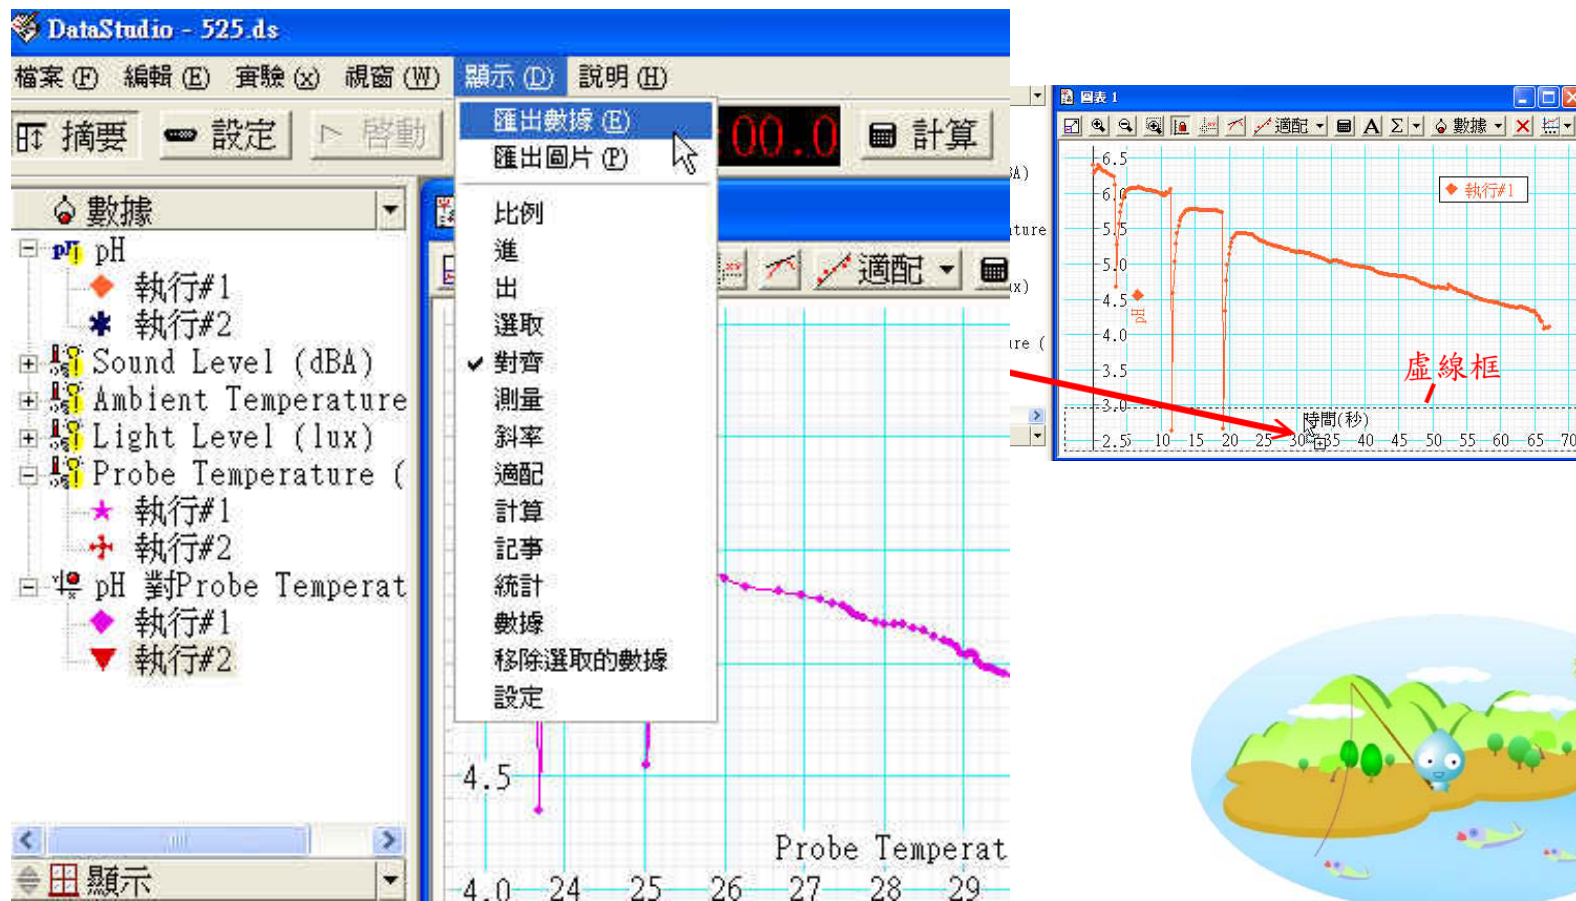 DataStudio - 525.ds
檔案 (F) 編輯 (E) 實驗 (x) 視窗 (W) 顯示 (D) 說明 (H)
摘要 設定 啓動 00.0 計算
匯出數據 (E)
匯出圖片 (P)
比例
進
出
選取
對齊
測量
斜率
適配
計算
記事
統計
數據
移除選取的數據
設定
數據
pH
執行#1
執行#2
Sound Level (dBA)
Ambient Temperature
Light Level (lux)
Probe Temperature (
執行#1
執行#2
pH 對Probe Temperat
執行#1
執行#2
顯示
適配
4.5
Probe Temperat
4.0 24 25 26 27 28 29
圖表 1
適配 A Σ 數據
ture
x)
6.5
6.0
執行#1
5.5
5.0
4.5
pH
4.0
3.5
虛線框
3.0
時間(秒)
2.5 10 15 20 25 30 35 40 45 50 55 60 65 70